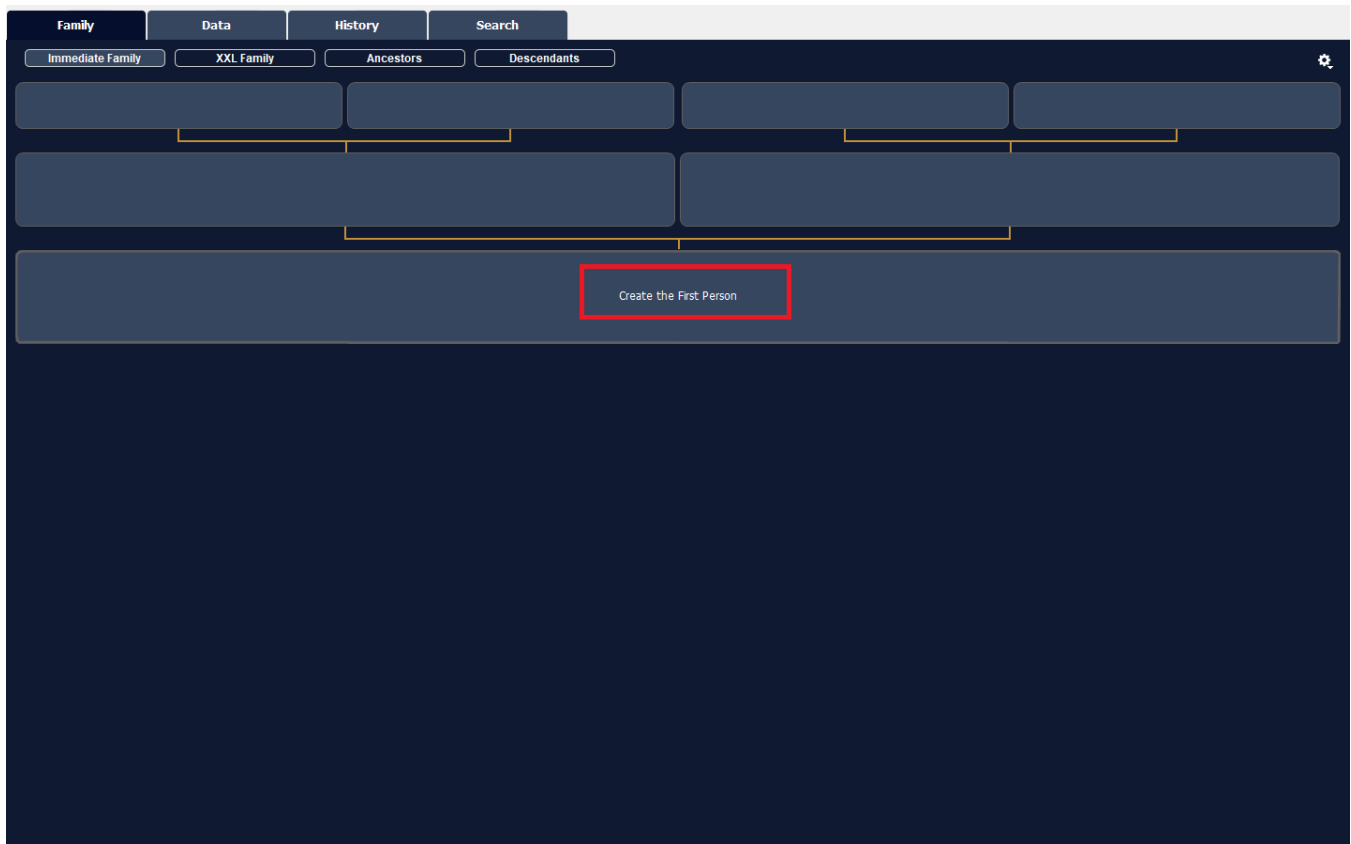 Family Data History Search
Immediate Family XXL Family Ancestors Descendants
Create the First Person